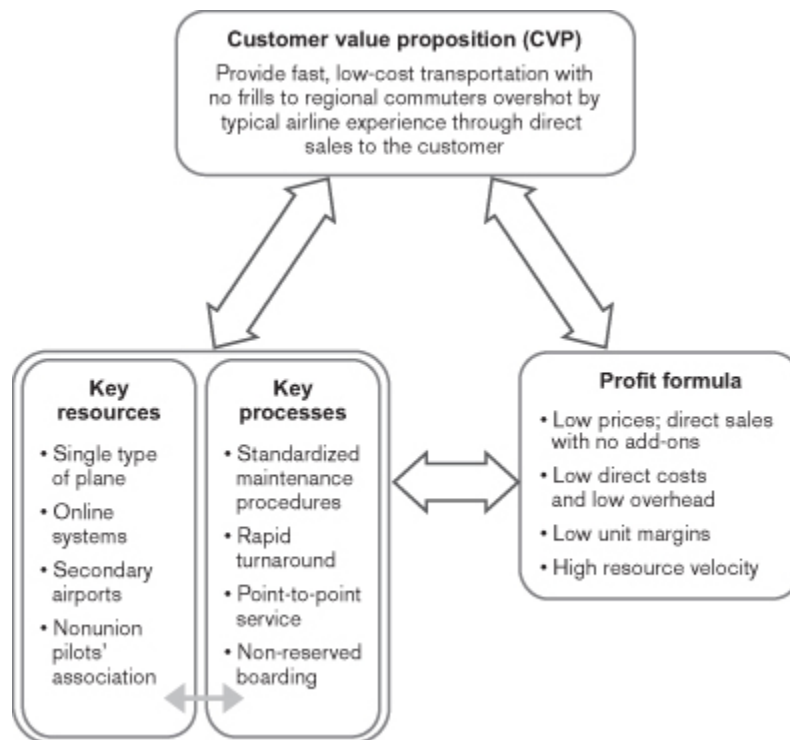 Customer value proposition (CVP)
Provide fast, low-cost transportation with
no frills to regional commuters overshot by
typical airline experience through direct
sales to the customer
Key
resources
• Single type
of plane
• Online
systems
• Secondary
airports
• Nonunion
pilots'
association
Key
processes
• Standardized
maintenance
procedures
• Rapid
turnaround
• Point-to-point
service
• Non-reserved
boarding
Profit formula
• Low prices; direct sales
with no add-ons
• Low direct costs
and low overhead
• Low unit margins
• High resource velocity